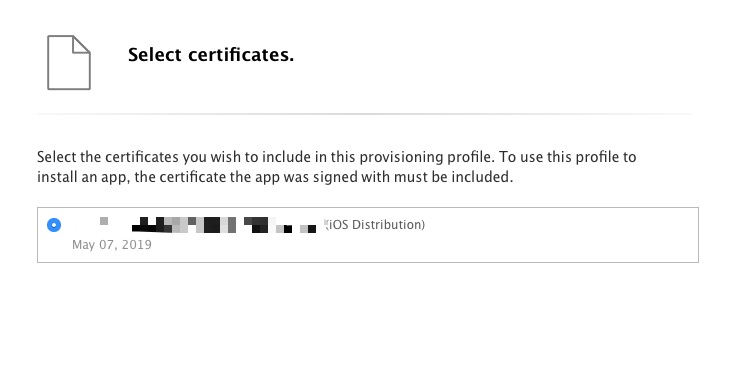 Select certificates.
Select the certificates you wish to include in this provisioning profile. To use this profile to
install an app, the certificate the app was signed with must be included.
(iOS Distribution)
May 07, 2019